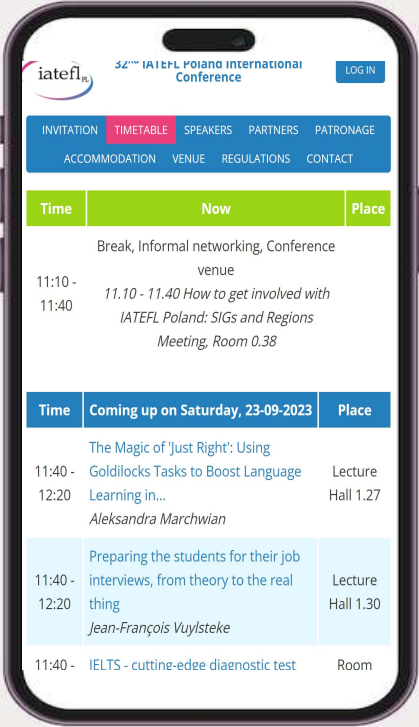 iatefl PL
32nd IATEFL Poland International
Conference
LOG IN
INVITATION TIMETABLE SPEAKERS PARTNERS PATRONAGE
ACCOMMODATION VENUE REGULATIONS CONTACT
Time Now Place
11:10 -
11:40
Break, Informal networking, Conference
venue
11.10 - 11.40 How to get involved with
IATEFL Poland: SIGs and Regions
Meeting, Room 0.38
Time Coming up on Saturday, 23-09-2023 Place
11:40 -
12:20
The Magic of 'Just Right': Using
Goldilocks Tasks to Boost Language
Learning in...
Aleksandra Marchwian
Lecture
Hall 1.27
11:40 -
12:20
Preparing the students for their job
interviews, from theory to the real
thing
Jean-François Vuylsteke
Lecture
Hall 1.30
11:40 -
IELTS - cutting-edge diagnostic test
Room